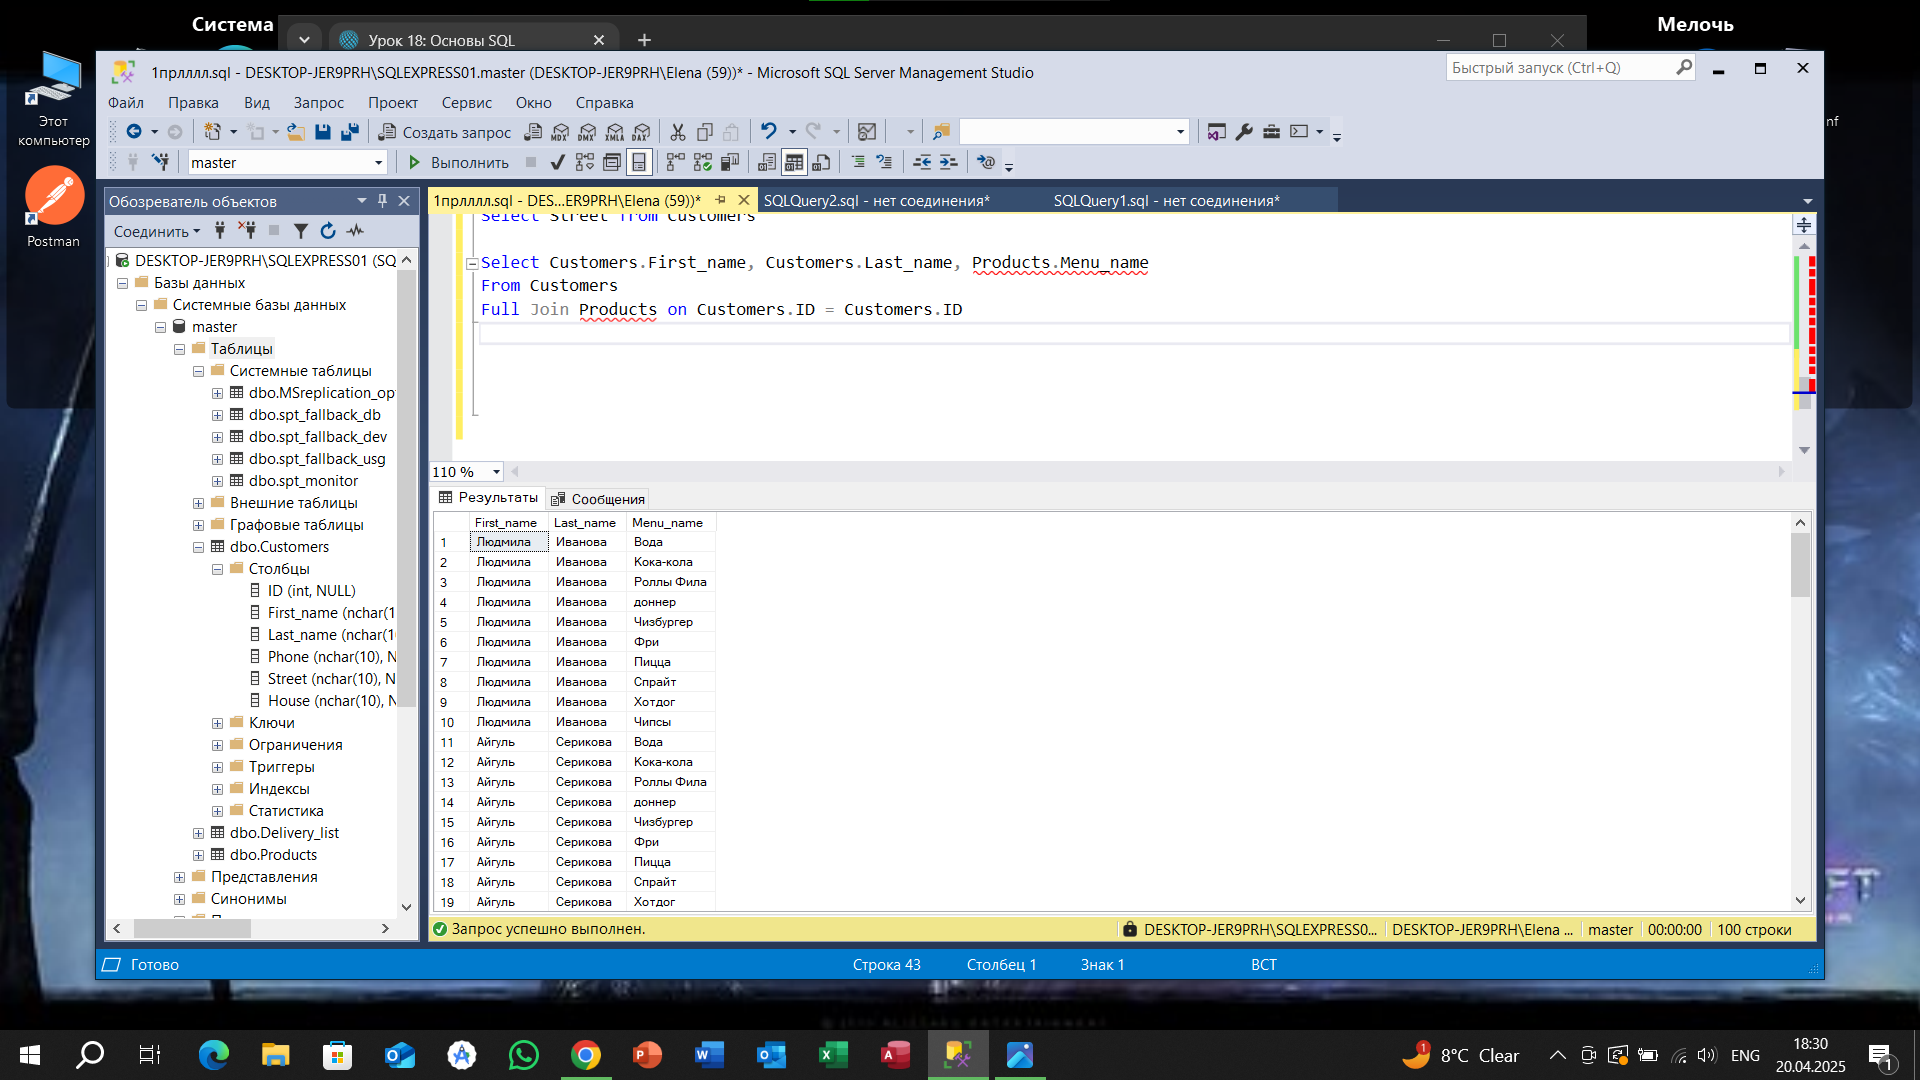 Система
Мелочь
Урок 18: Основы SQL
1прлллл.sql - DESKTOP-JER9PRH\SQLEXPRESS01.master (DESKTOP-JER9PRH\Elena (59))* - Microsoft SQL Server Management Studio
Быстрый запуск (Ctrl+Q)
Файл Правка Вид Запрос Проект Сервис Окно Справка
Создать запрос MDX DMX XMLA DAX
master
Выполнить
Этот компьютер
Postman
nf
Обозреватель объектов
Соединить
DESKTOP-JER9PRH\SQLEXPRESS01 (SQ
Базы данных
Системные базы данных
master
Таблицы
Системные таблицы
dbo.MSreplication_op
dbo.spt_fallback_db
dbo.spt_fallback_dev
dbo.spt_fallback_usg
dbo.spt_monitor
Внешние таблицы
Графовые таблицы
dbo.Customers
Столбцы
ID (int, NULL)
First_name (nchar(1
Last_name (nchar(1
Phone (nchar(10), N
Street (nchar(10), N
House (nchar(10), N
Ключи
Ограничения
Триггеры
Индексы
Статистика
dbo.Delivery_list
dbo.Products
Представления
Синонимы
1прлллл.sql - DES...ER9PRH\Elena (59))*
SQLQuery2.sql - нет соединения*
SQLQuery1.sql - нет соединения*
Select Street from Customers
Select Customers.First_name, Customers.Last_name, Products.Menu_name
From Customers
Full Join Products on Customers.ID = Customers.ID
110 %
Результаты Сообщения
First_name Last_name Menu_name
1 Людмила Иванова Вода
2 Людмила Иванова Кока-кола
3 Людмила Иванова Роллы Фила
4 Людмила Иванова доннер
5 Людмила Иванова Чизбургер
6 Людмила Иванова Фри
7 Людмила Иванова Пицца
8 Людмила Иванова Спрайт
9 Людмила Иванова Хотдог
10 Людмила Иванова Чипсы
11 Айгуль Серикова Вода
12 Айгуль Серикова Кока-кола
13 Айгуль Серикова Роллы Фила
14 Айгуль Серикова доннер
15 Айгуль Серикова Чизбургер
16 Айгуль Серикова Фри
17 Айгуль Серикова Пицца
18 Айгуль Серикова Спрайт
19 Айгуль Серикова Хотдог
Запрос успешно выполнен.
DESKTOP-JER9PRH\SQLEXPRESS0... DESKTOP-JER9PRH\Elena ... master 00:00:00 100 строки
Готово Строка 43 Столбец 1 Знак 1 ВСТ
1 8°C Clear
ENG
18:30
20.04.2025
1